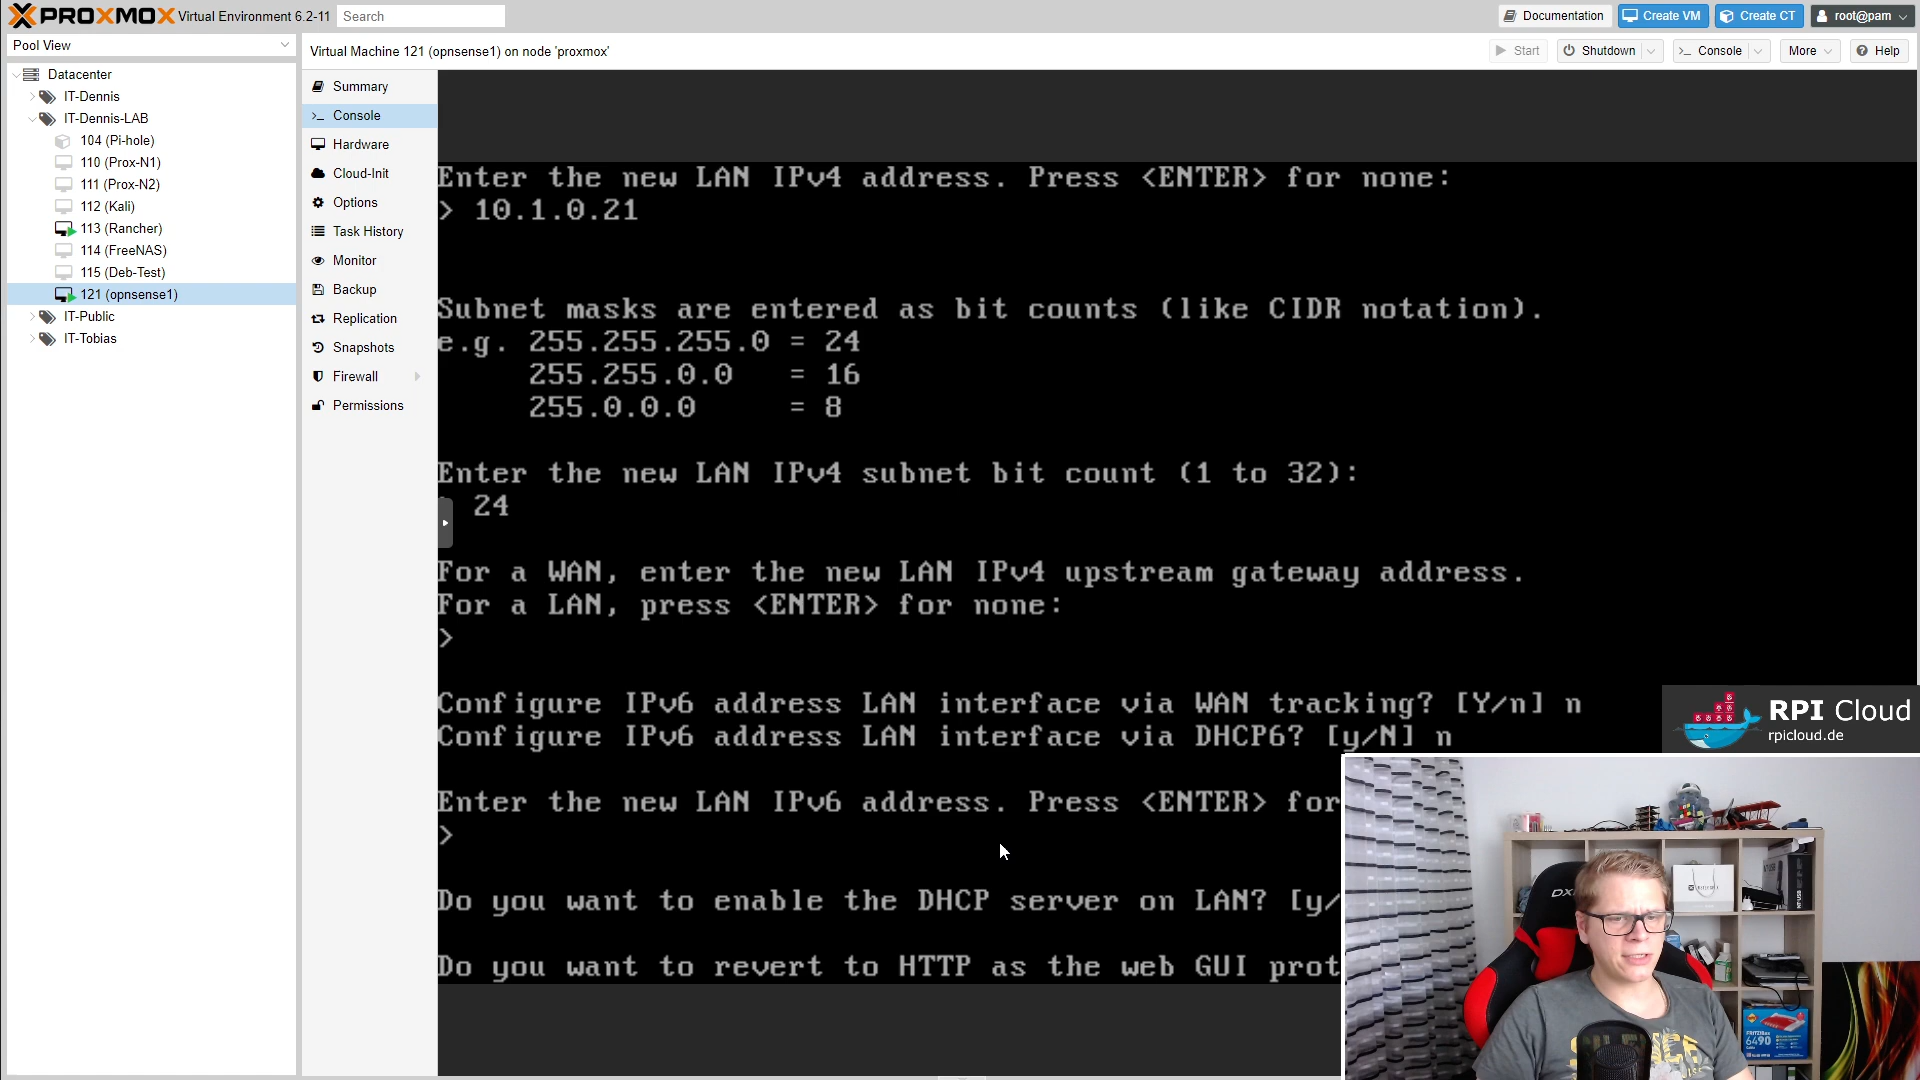 PROXMOX Virtual Environment 6.2-11 Search
Documentation Create VM Create CT root@pam
Pool View
Virtual Machine 121 (opnsense1) on node 'proxmox'
Start Shutdown Console More Help
Datacenter
IT-Dennis
IT-Dennis-LAB
104 (Pi-hole)
110 (Prox-N1)
111 (Prox-N2)
112 (Kali)
113 (Rancher)
114 (FreeNAS)
115 (Deb-Test)
121 (opnsense1)
IT-Public
IT-Tobias
Summary
Console
Hardware
Cloud-Init
Options
Task History
Monitor
Backup
Replication
Snapshots
Firewall
Permissions
Enter the new LAN IPv4 address. Press <ENTER> for none:
> 10.1.0.21
Subnet masks are entered as bit counts (like CIDR notation).
e.g. 255.255.255.0 = 24
255.255.0.0 = 16
255.0.0.0 = 8
Enter the new LAN IPv4 subnet bit count (1 to 32):
24
For a WAN, enter the new LAN IPv4 upstream gateway address.
For a LAN, press <ENTER> for none:
>
Configure IPv6 address LAN interface via WAN tracking? [Y/n] n
Configure IPv6 address LAN interface via DHCP6? [y/N] n
Enter the new LAN IPv6 address. Press <ENTER> for
>
Do you want to enable the DHCP server on LAN? [y/
Do you want to revert to HTTP as the web GUI prot
RPI Cloud
rpicloud.de
DX
6490